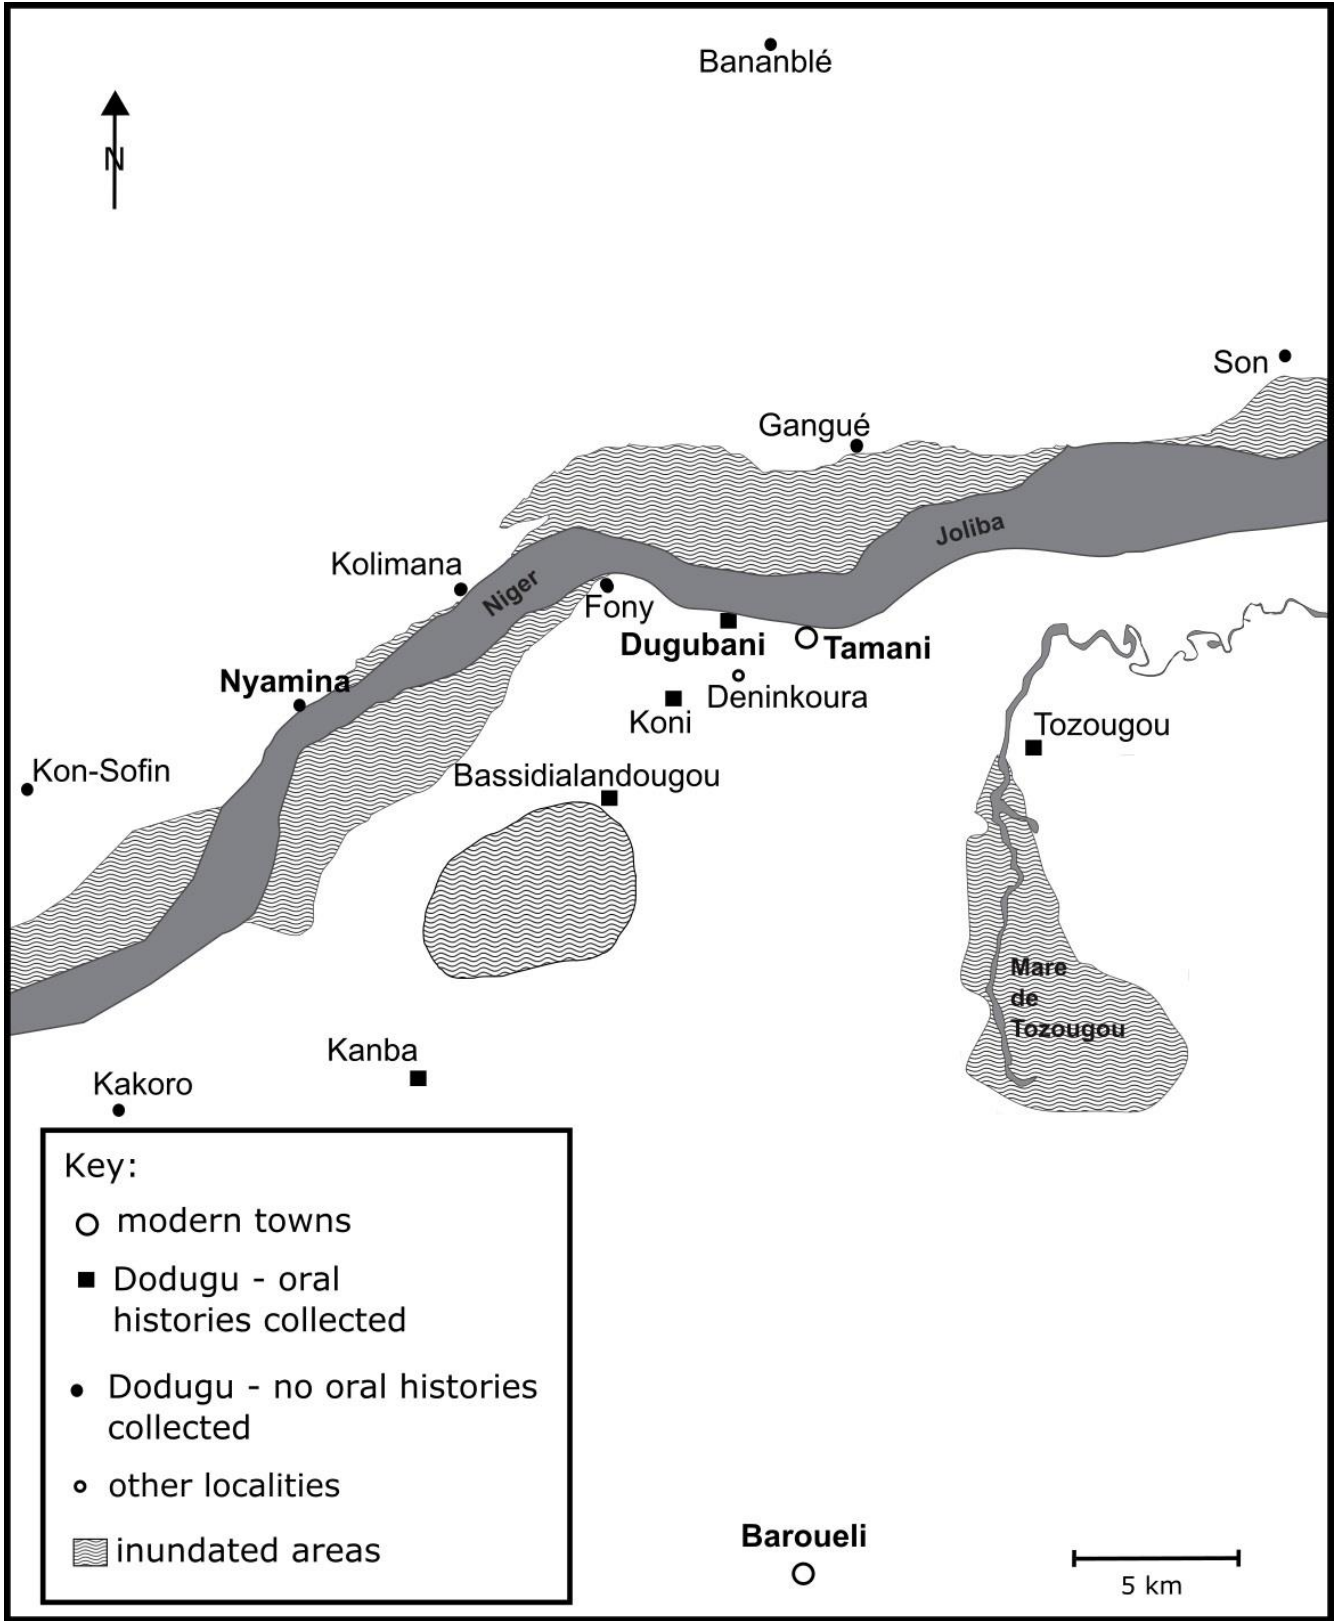 Bananblé
N
Son
Gangué
Joliba
Kolimana
Niger
Fony
Dugubani
Tamani
Nyamina
Deninkoura
Koni
Tozougou
Kon-Sofin
Bassidialandougou
Mare
de
Tozougou
Kanba
Kakoro
Key:
modern towns
Dodugu - oral
histories collected
Dodugu - no oral histories
collected
other localities
inundated areas
Baroueli
5 km